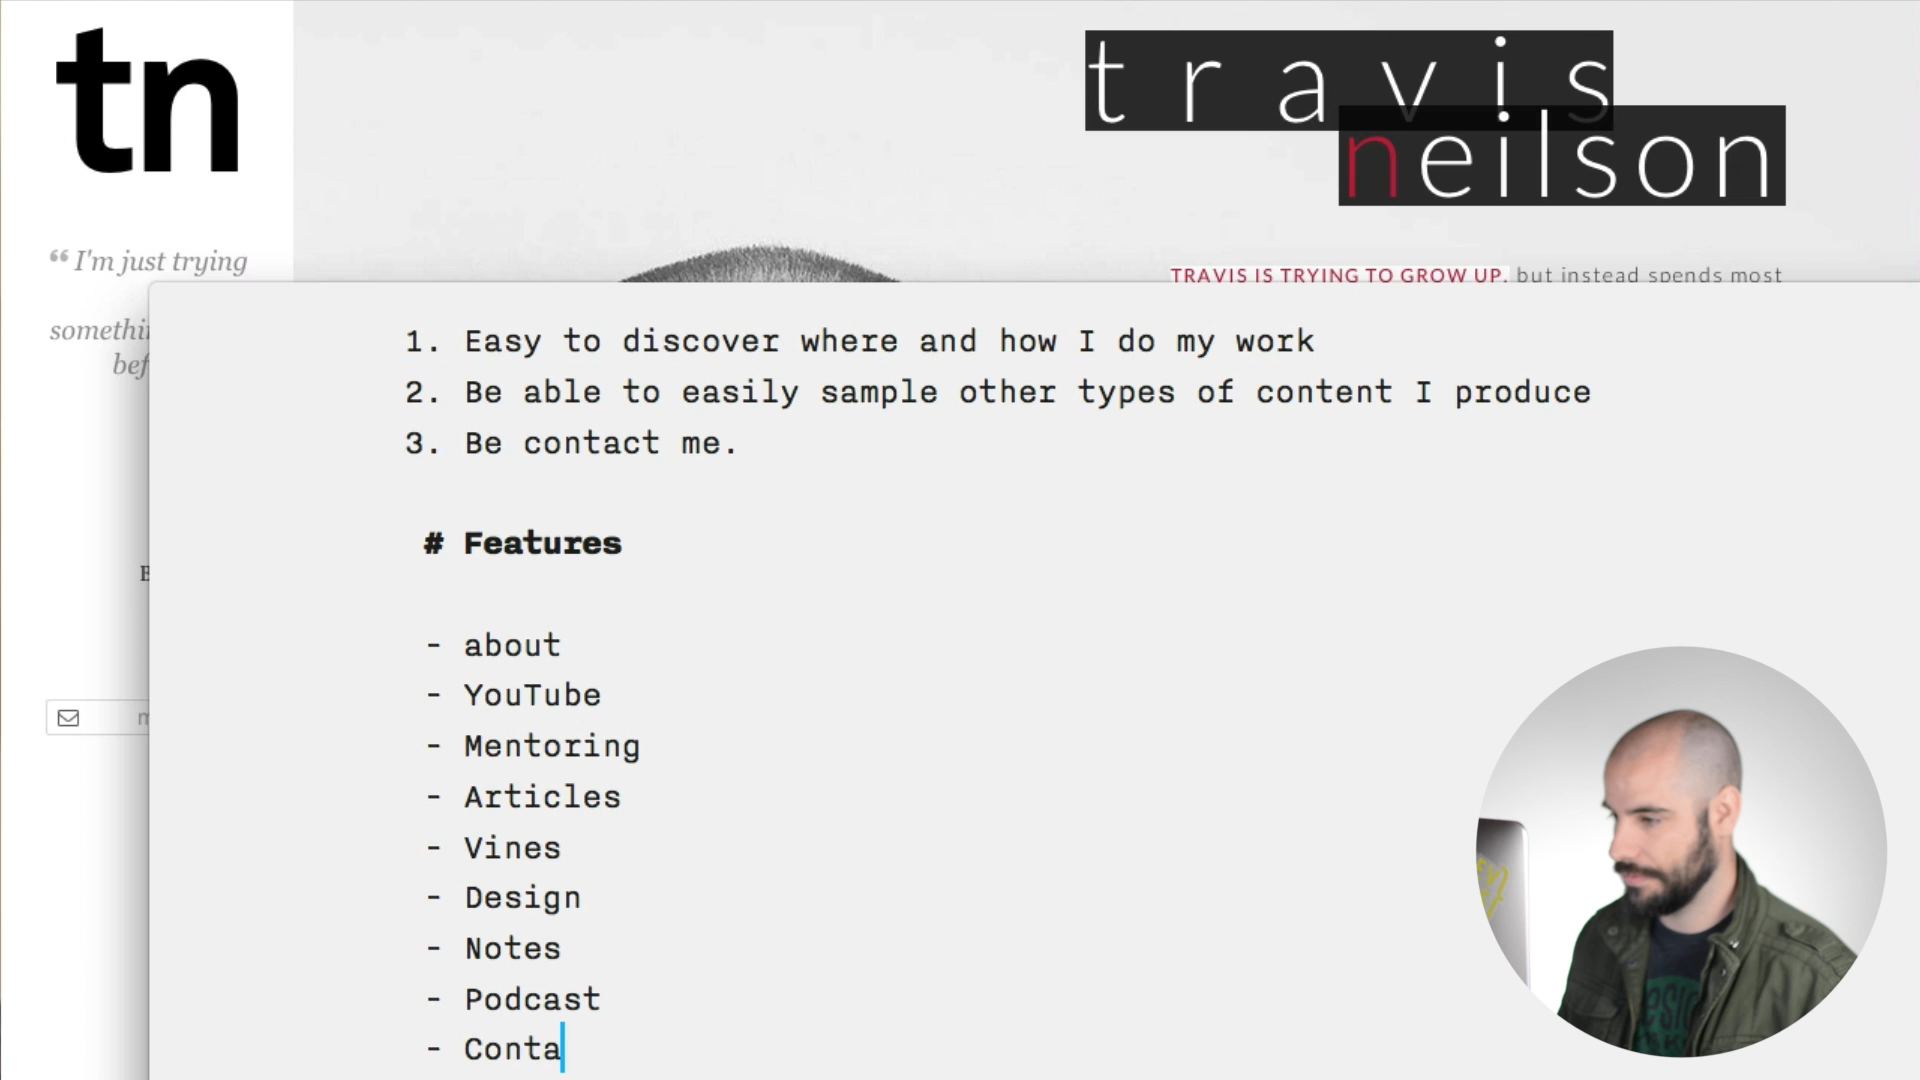 tn
travis
neilson
“ I'm just trying
TRAVIS IS TRYING TO GROW UP. but instead spends most
1. Easy to discover where and how I do my work
2. Be able to easily sample other types of content I produce
3. Be contact me.
# Features
- about
- YouTube
- Mentoring
- Articles
- Vines
- Design
- Notes
- Podcast
- Conta